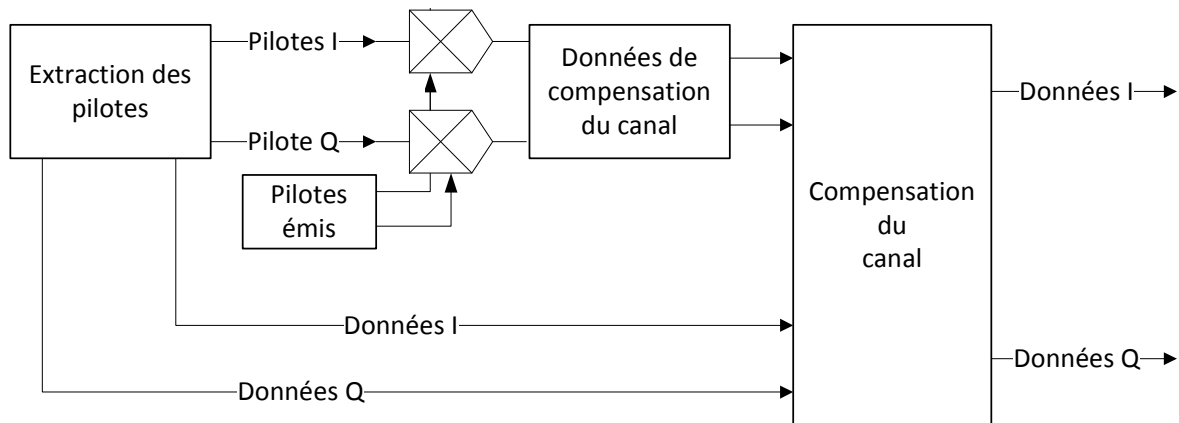 Extraction des
pilotes
Pilotes I
Pilote Q
Pilotes
émis
Données de
compensation
du canal
Compensation
du
canal
Données I
Données Q
Données I
Données Q